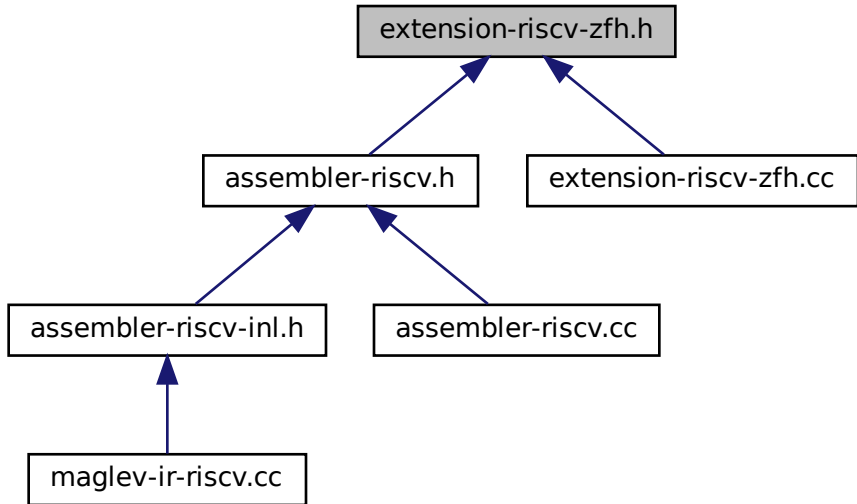 extension-riscv-zfh.h
assembler-riscv.h
extension-riscv-zfh.cc
assembler-riscv-inl.h
assembler-riscv.cc
maglev-ir-riscv.cc